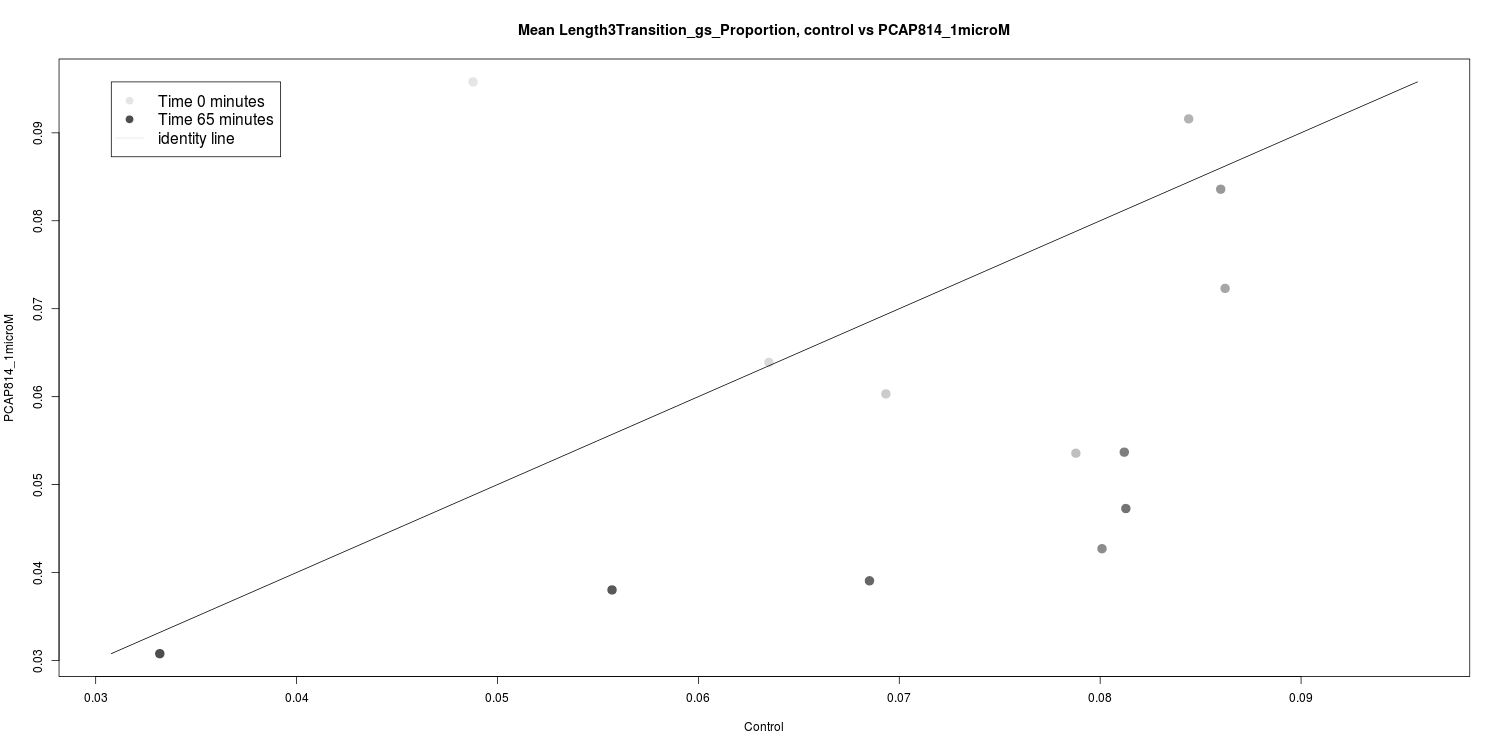 Mean Length3Transition_gs_Proportion, control vs PCAP814_1microM
Time 0 minutes
Time 65 minutes
identity line
PCAP814_1microM
0.09
0.08
0.07
0.06
0.05
0.04
0.03
0.03 0.04 0.05 0.06 0.07 0.08 0.09
Control